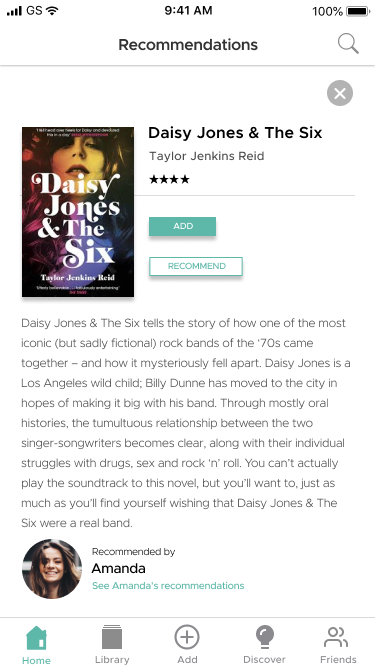 GS
9:41 AM
100%
Recommendations
Daisy Jones & The Six
Taylor Jenkins Reid
★★★★
ADD
RECOMMEND
Daisy
Jones
& The
Six
Taylor Jenkins Reid
Daisy Jones & The Six tells the story of how one of the most
iconic (but sadly fictional) rock bands of the ‘70s came
together – and how it mysteriously fell apart. Daisy Jones is a
Los Angeles wild child; Billy Dunne has moved to the city in
hopes of making it big with his band. Through mostly oral
histories, the tumultuous relationship between the two
singer-songwriters becomes clear, along with their individual
struggles with drugs, sex and rock ‘n’ roll. You can’t actually
play the soundtrack to this novel, but you’ll want to, just as
much as you’ll find yourself wishing that Daisy Jones & The
Six were a real band.
Recommended by
Amanda
See Amanda's recommendations
Home
Library
Add
Discover
Friends